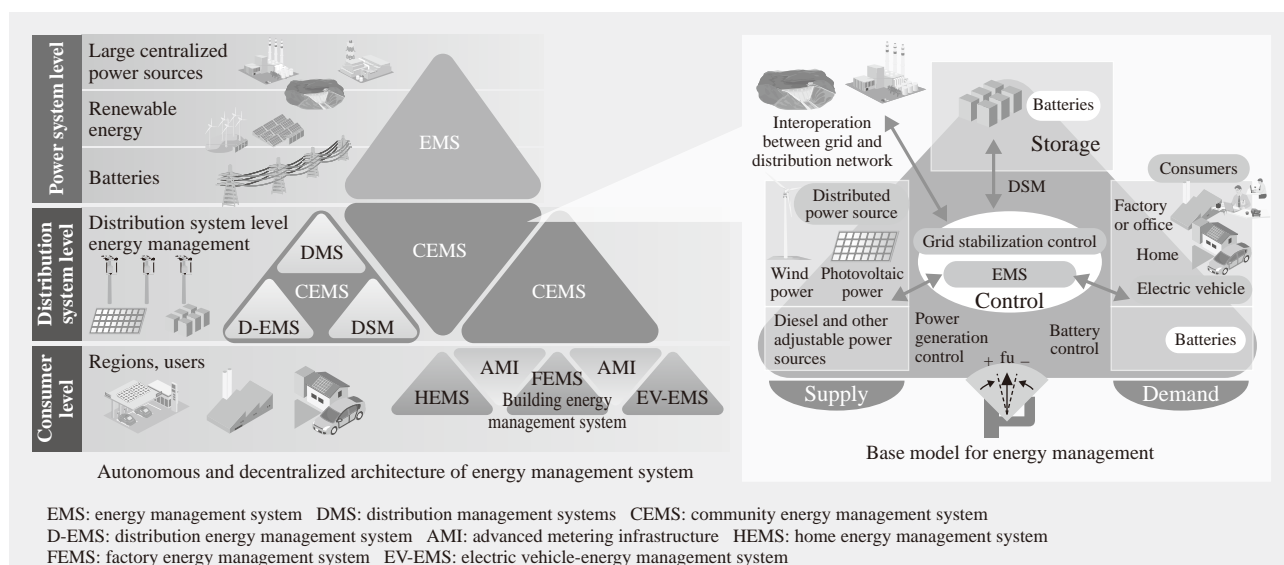 Power system level
Large centralized
power sources
Renewable
energy
Batteries
EMS
Distribution
system level
Distribution system level
energy management
DMS
CEMS
D-EMS
DSM
CEMS
CEMS
Consumer
level
Regions, users
HEMS
AMI
FEMS
Building energy
management system
AMI
EV-EMS
Autonomous and decentralized architecture of energy management system
Interoperation
between grid and
distribution network
Batteries
Storage
DSM
Distributed
power source
Wind
power
Photovoltaic
power
Diesel and other
adjustable power
sources
Supply
Grid stabilization control
EMS
Control
Power
generation
control
Battery
control
+ fu −
Consumers
Factory
or office
Home
Electric vehicle
Batteries
Demand
Base model for energy management
EMS: energy management system DMS: distribution management systems CEMS: community energy management system
D-EMS: distribution energy management system AMI: advanced metering infrastructure HEMS: home energy management system
FEMS: factory energy management system EV-EMS: electric vehicle-energy management system